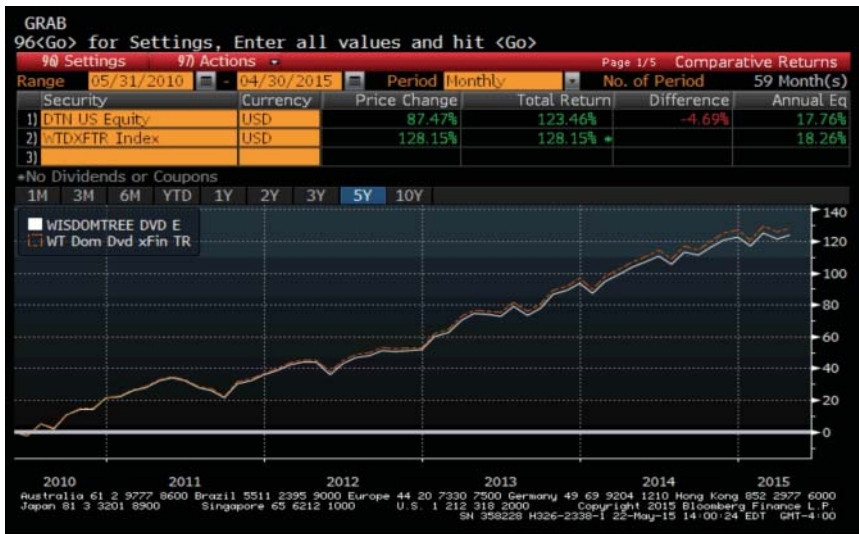 GRAB
96<Go> for Settings, Enter all values and hit <Go>
96) Settings 97) Actions Page 1/5 Comparative Returns
Range 05/31/2010 - 04/30/2015 Period Monthly No. of Period 59 Month(s)
Security Currency Price Change Total Return Difference Annual Eq
1) DTN US Equity USD 87.47% 123.46% -4.69% 17.76%
2) WTDXFTR Index USD 128.15% 128.15% * 18.26%
3)
*No Dividends or Coupons
1M 3M 6M YTD 1Y 2Y 3Y 5Y 10Y
WISDOMTREE DVD E
WT Dom Dvd xFin TR
140
120
100
80
60
40
20
0
2010 2011 2012 2013 2014 2015
Australia 61 2 9777 8600 Brazil 5511 2395 9000 Europe 44 20 7330 7500 Germany 49 69 9204 1210 Hong Kong 852 2977 6000
Japan 81 3 3201 8900 Singapore 65 6212 1000 U.S. 1 212 318 2000 Copyright 2015 Bloomberg Finance L.P.
SN 358228 H326-2338-1 22-May-15 14:00:24 EDT GMT-4:00